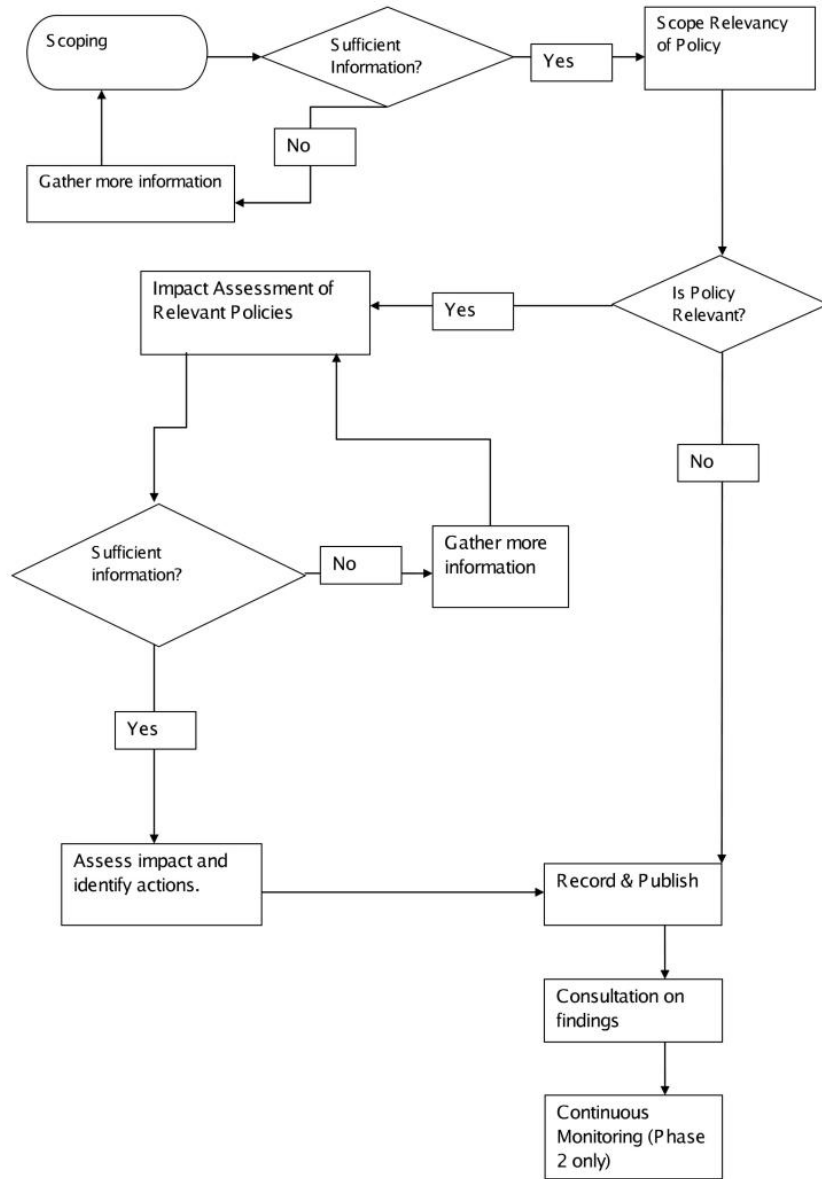 Scoping
Sufficient
Information?
Yes
Scope Relevancy
of Policy
No
Gather more information
Impact Assessment of
Relevant Policies
Yes
Is Policy
Relevant?
No
Sufficient
information?
No
Gather more
information
Yes
Assess impact and
identify actions.
Record & Publish
Consultation on
findings
Continuous
Monitoring (Phase
2 only)